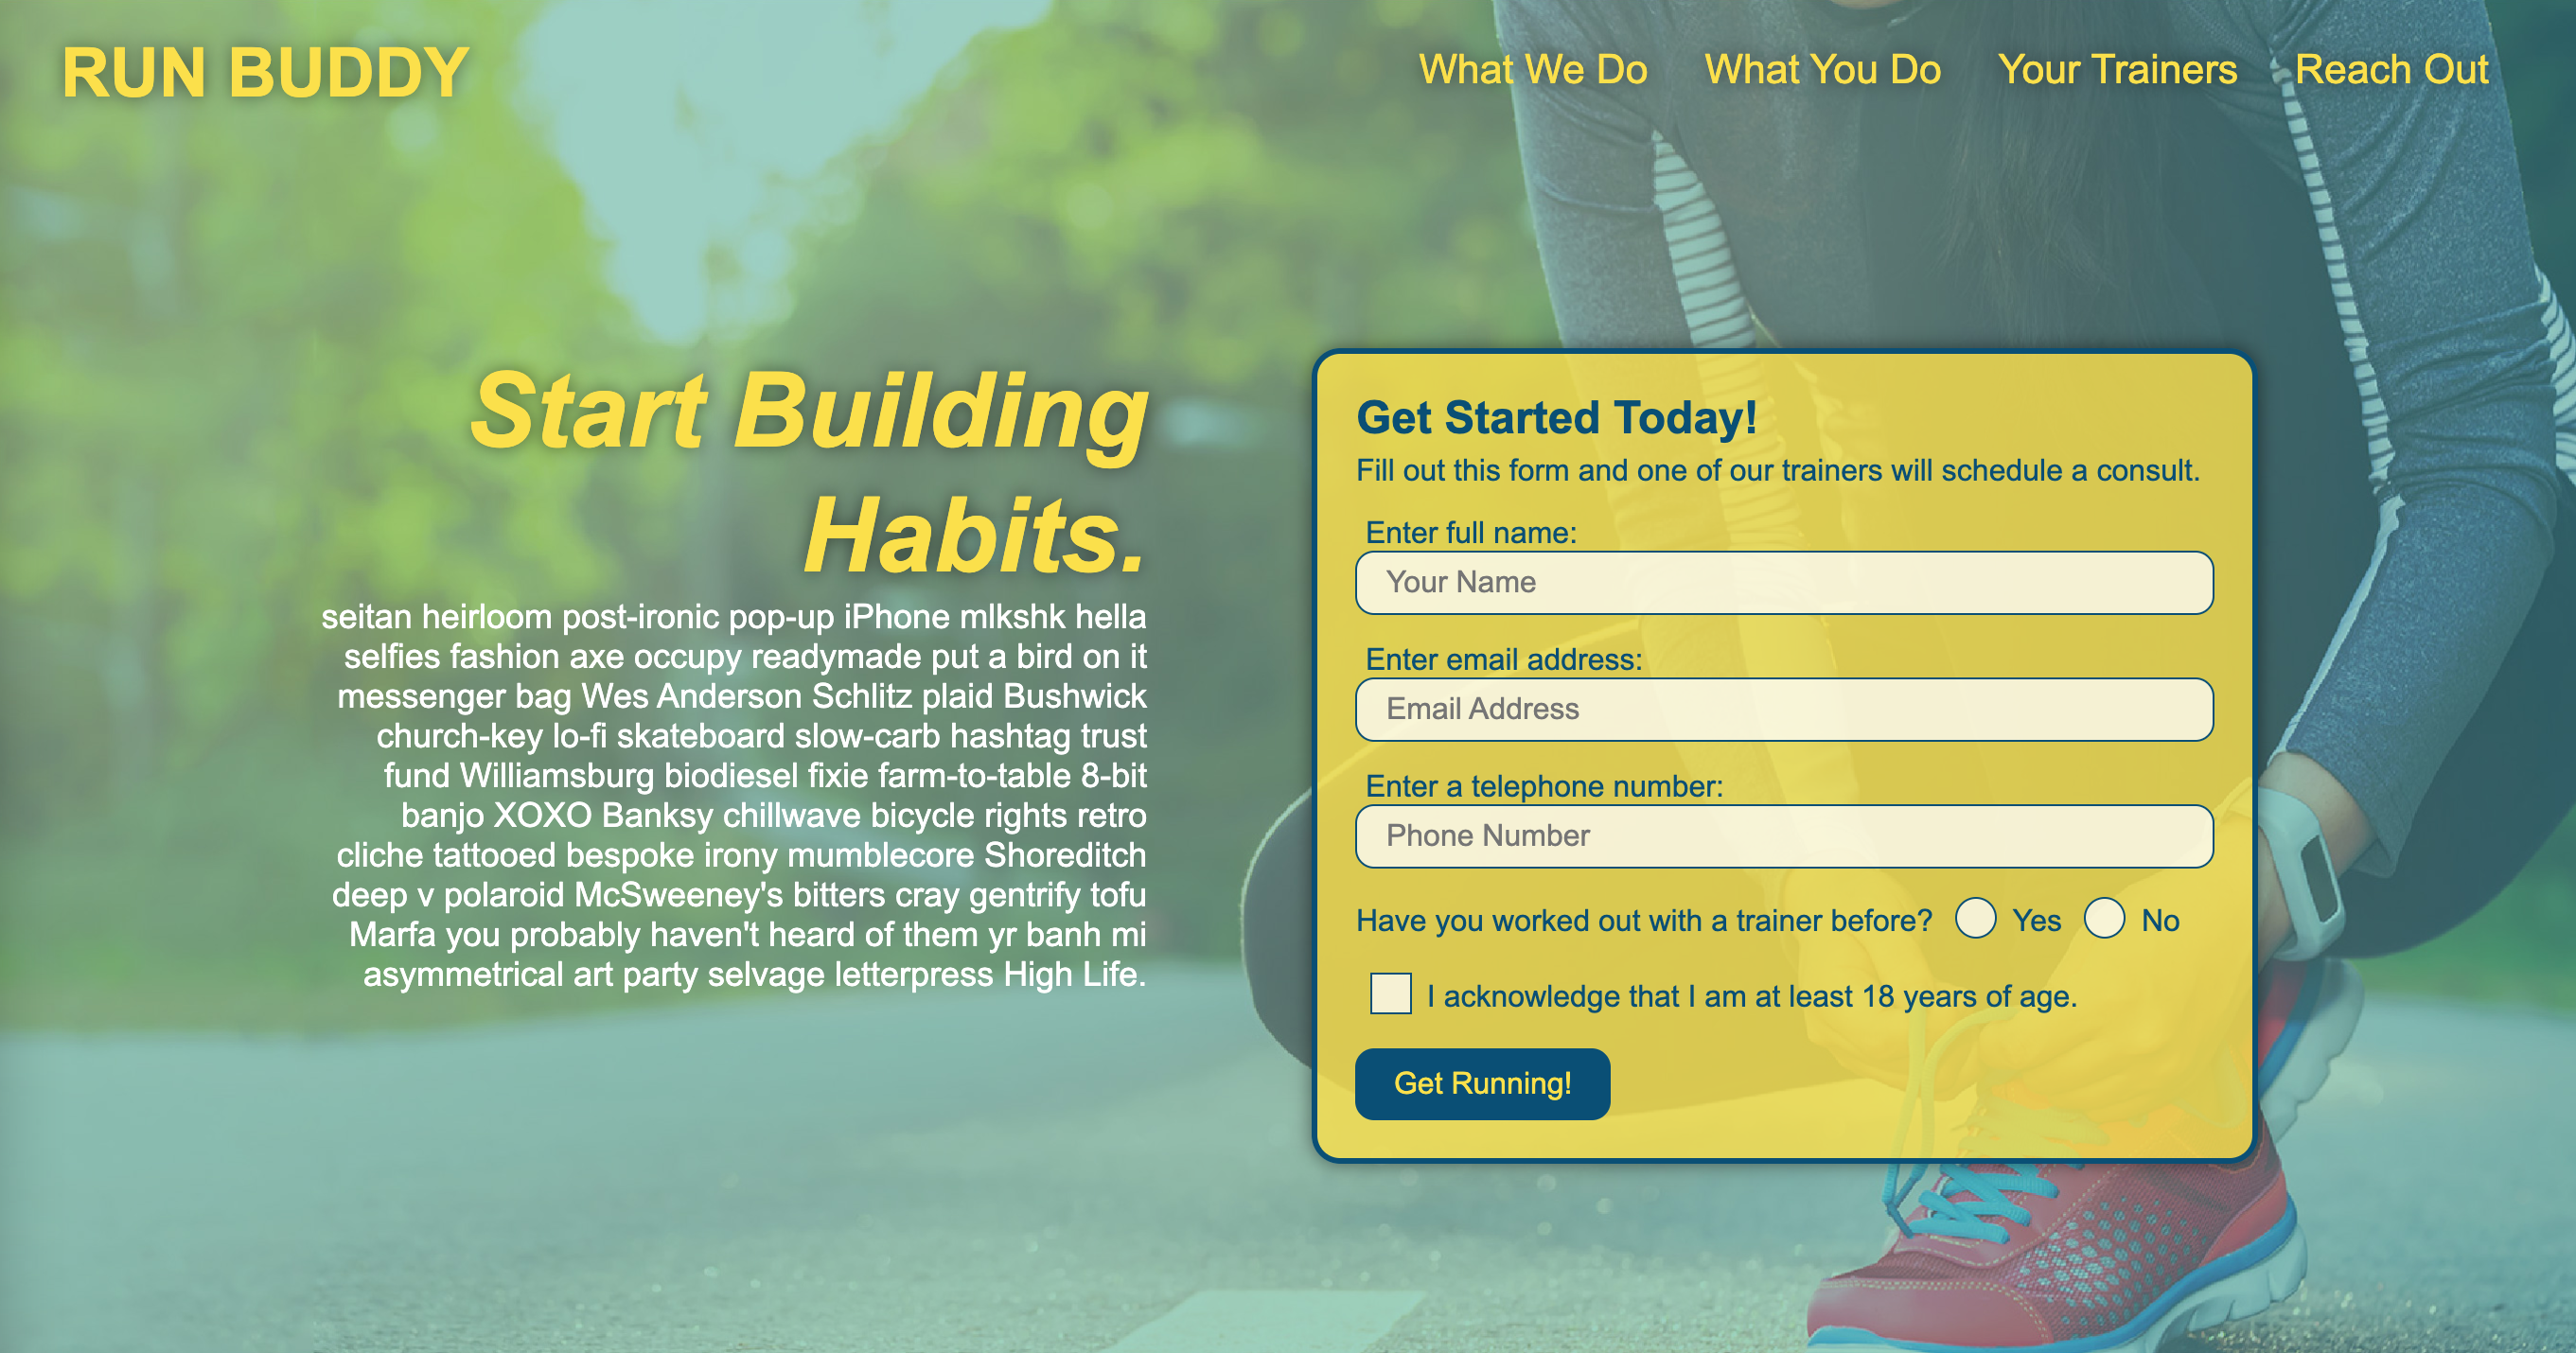 RUN BUDDY
What We Do
What You Do
Your Trainers
Reach Out
Start Building
Habits.
seitan heirloom post-ironic pop-up iPhone mlkshk hella
selfies fashion axe occupy readymade put a bird on it
messenger bag Wes Anderson Schlitz plaid Bushwick
church-key lo-fi skateboard slow-carb hashtag trust
fund Williamsburg biodiesel fixie farm-to-table 8-bit
banjo XOXO Banksy chillwave bicycle rights retro
cliche tattooed bespoke irony mumblecore Shoreditch
deep v polaroid McSweeney's bitters cray gentrify tofu
Marfa you probably haven't heard of them yr banh mi
asymmetrical art party selvage letterpress High Life.
Get Started Today!
Fill out this form and one of our trainers will schedule a consult.
Enter full name:
Your Name
Enter email address:
Email Address
Enter a telephone number:
Phone Number
Have you worked out with a trainer before? Yes No
I acknowledge that I am at least 18 years of age.
Get Running!